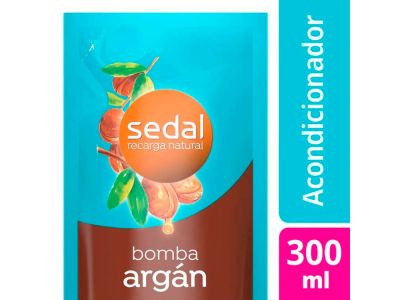 sedal
recarga natural
bomba
argán
Acondicionador
300
ml